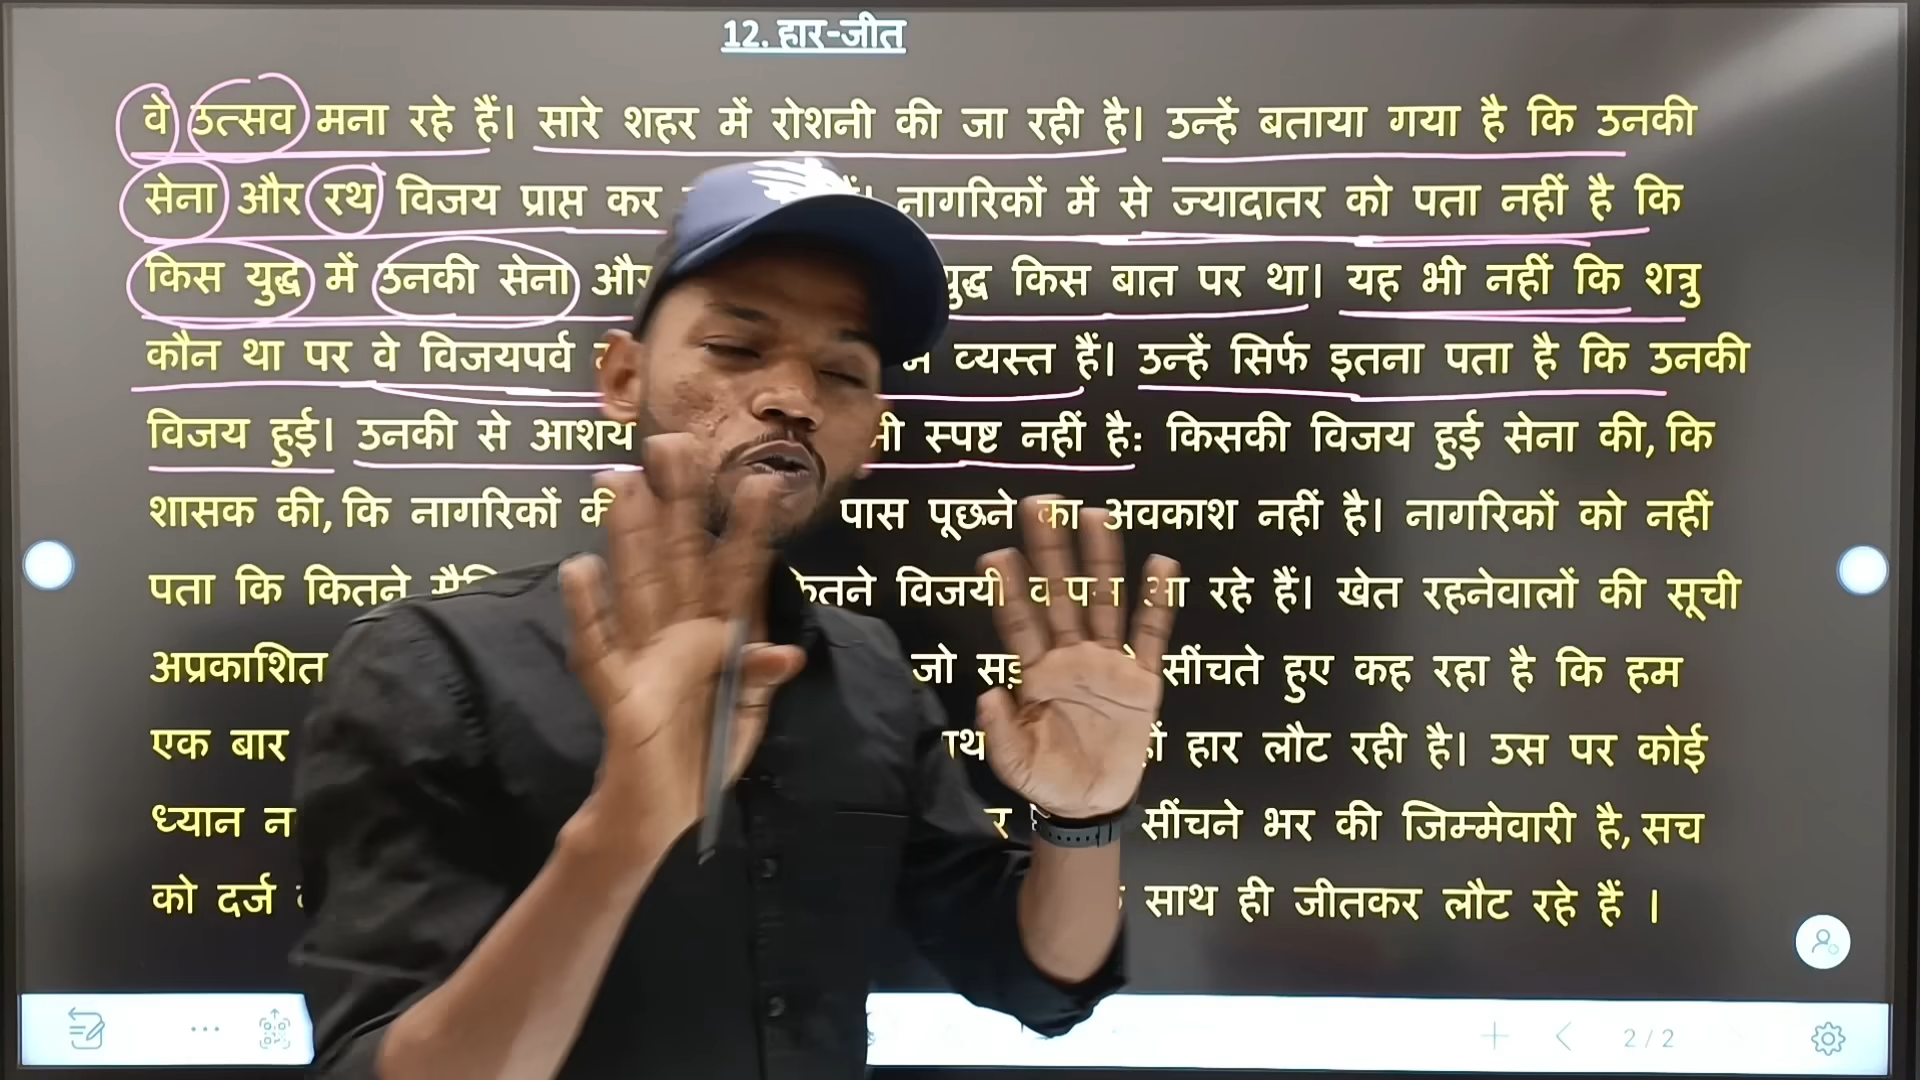 12. हार-जीत
वे उत्सव मना रहे हैं। सारे शहर में रोशनी की जा रही है। उन्हें बताया गया है कि उनकी
सेना और रथ विजय प्राप्त कर नागरिकों में से ज्यादातर को पता नहीं है कि
किस युद्ध में उनकी सेना और युद्ध किस बात पर था। यह भी नहीं कि शत्रु
कौन था पर वे विजयपर्व व्यस्त हैं। उन्हें सिर्फ इतना पता है कि उनकी
विजय हुई। उनकी से आशय स्पष्ट नहीं है: किसकी विजय हुई सेना की, कि
शासक की, कि नागरिकों पास पूछने का अवकाश नहीं है। नागरिकों को नहीं
पता कि कितने विजयी आ रहे हैं। खेत रहनेवालों की सूची
अप्रकाशित जो सींचते हुए कह रहा है कि हम
एक बार हार लौट रही है। उस पर कोई
ध्यान सींचने भर की जिम्मेवारी है, सच
को दर्ज साथ ही जीतकर लौट रहे हैं ।
2/2